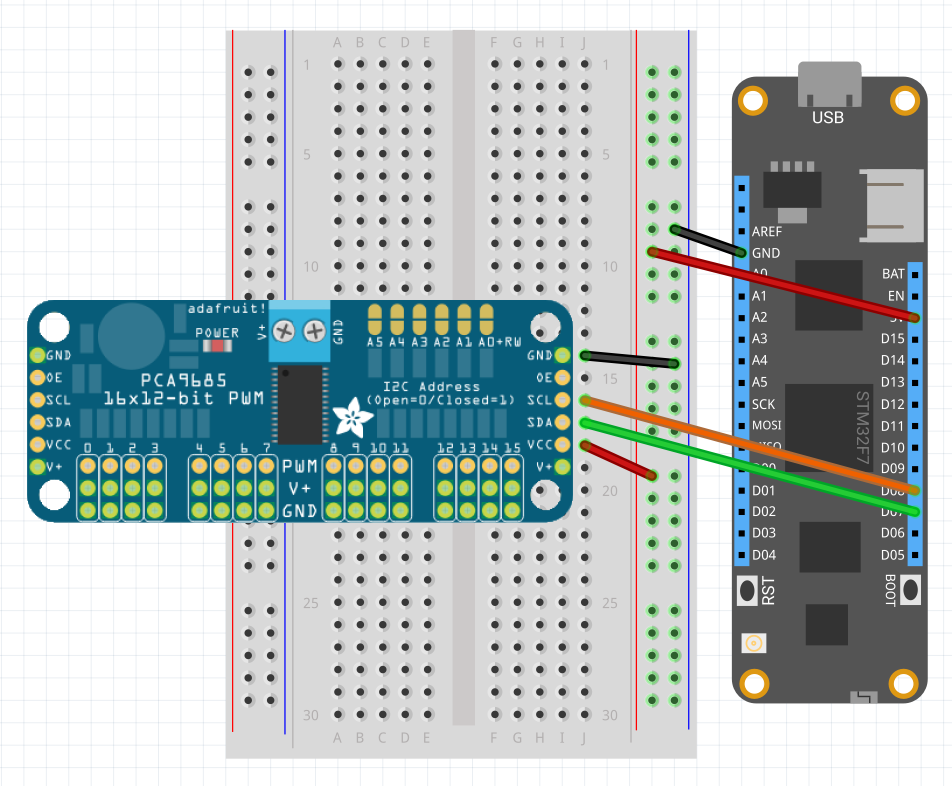 A B C D E F G H I J
1 1
5 5
10 10
15
20
25 25
30 30
A B C D E F G H I J
adafruit!
POWER
V+
GND
A5 A4 A3 A2 A1 A0 +RW
PCA9685
16x12-bit PWM
I2C Address
(Open=0/Closed=1)
GND
OE
SCL
SDA
VCC
V+
GND
OE
SCL
SDA
VCC
V+
0 1 2 3 4 5 6 7 8 9 10 11 12 13 14 15
PWM
V+
GND
USB
AREF
GND
A0
A1
A2
A3
A4
A5
SCK
MOSI
D01
D02
D03
D04
BAT
EN
D15
D14
D13
D12
D11
D10
D09
D08
D07
D06
D05
STM32F7
RST
BOOT